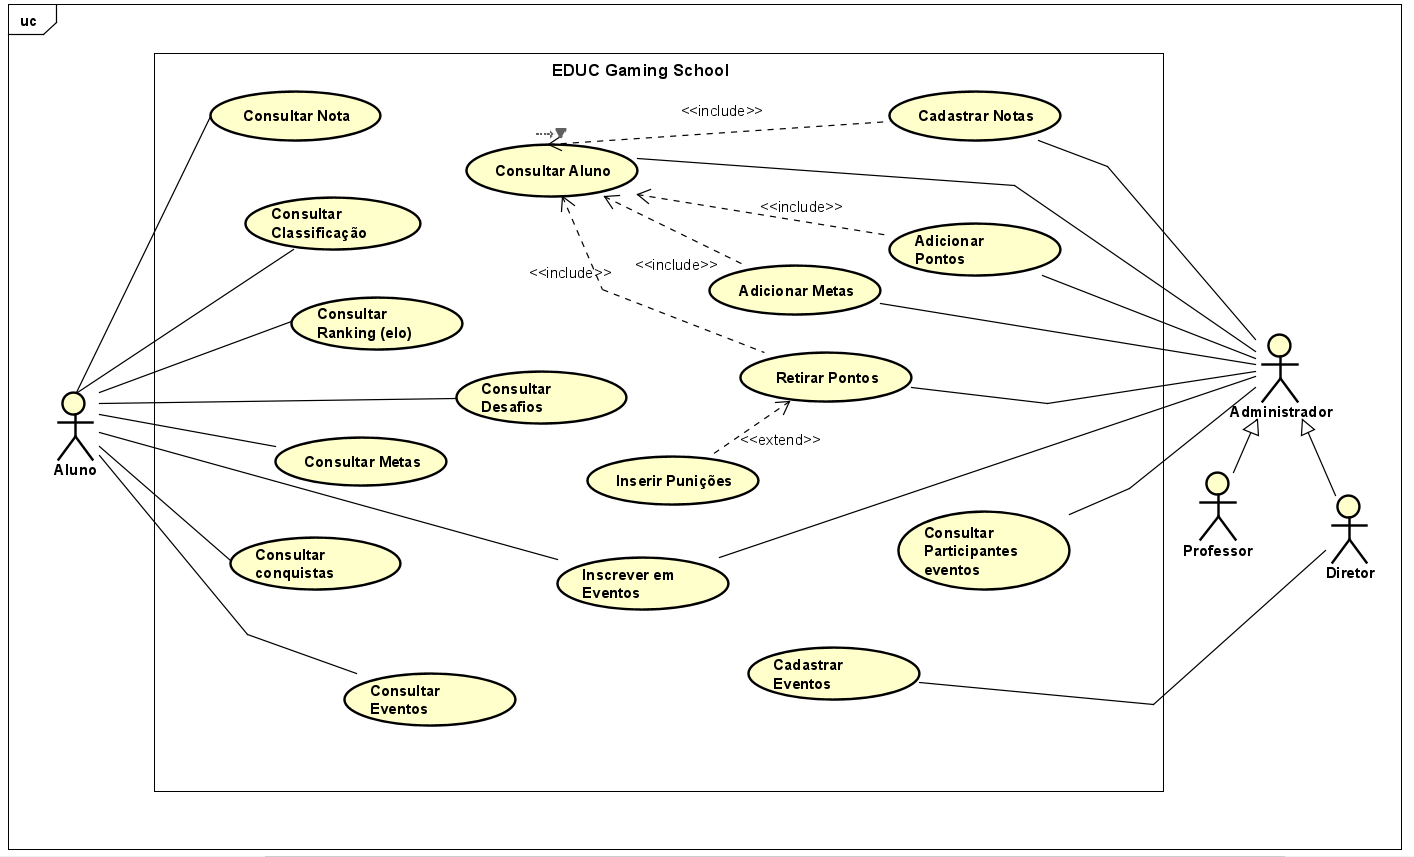 uc
EDUC Gaming School
Consultar Nota
<<include>>
Cadastrar Notas
Consultar Aluno
Consultar
Classificação
<<include>>
Adicionar
Pontos
<<include>>
<<include>>
Adicionar Metas
Consultar
Ranking (elo)
Retirar Pontos
Consultar
Desafios
Administrador
<<extend>>
Aluno
Consultar Metas
Inserir Punições
Consultar
Participantes
eventos
Professor
Diretor
Consultar
conquistas
Inscrever em
Eventos
Cadastrar
Eventos
Consultar
Eventos